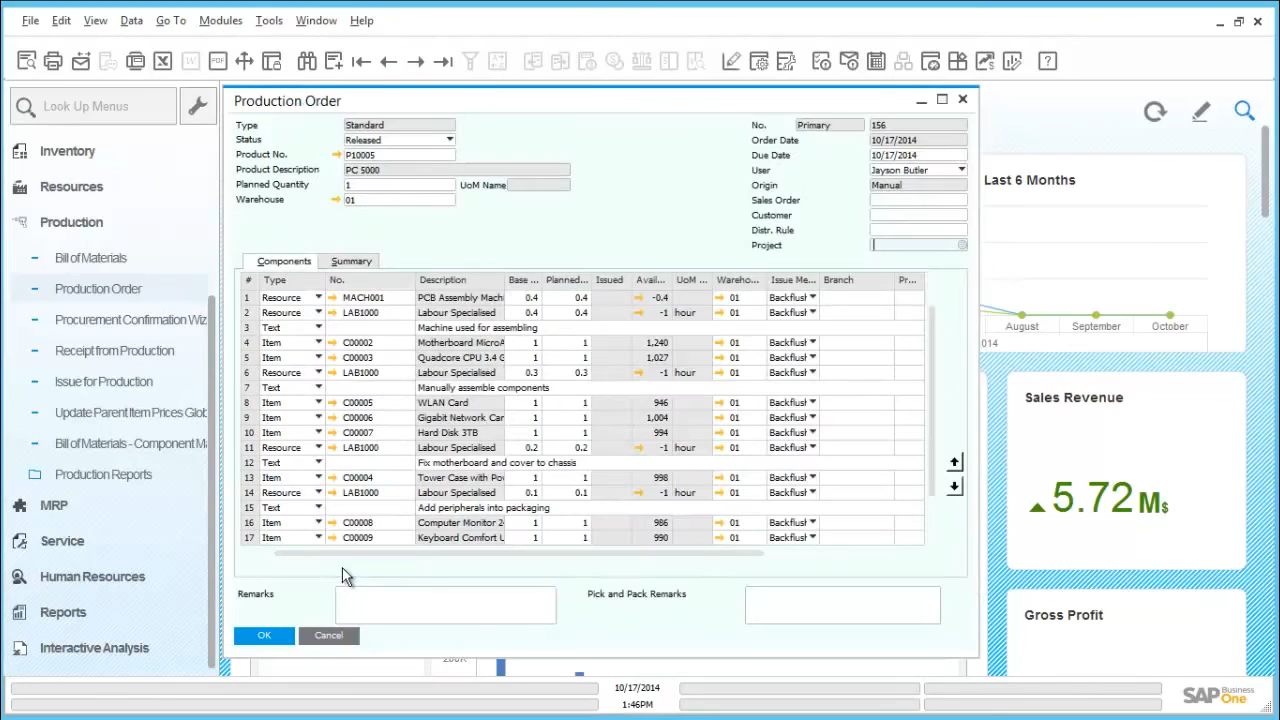 File Edit View Data Go To Modules Tools Window Help
Look Up Menus
Inventory
Resources
Production
Bill of Materials
Production Order
Procurement Confirmation Wiz
Receipt from Production
Issue for Production
Update Parent Item Prices Glob
Bill of Materials - Component Ma
Production Reports
MRP
Service
Human Resources
Reports
Interactive Analysis
Production Order
Type Standard
Status Released
Product No. P10005
Product Description PC 5000
Planned Quantity 1 UoM Name
Warehouse 01
No. Primary 156
Order Date 10/17/2014
Due Date 10/17/2014
User Jayson Butler
Origin Manual
Sales Order
Customer
Distr. Rule
Project
Components Summary
# Type No. Description Base ... Planned... Issued Avai... UoM ... Wareho... Issue Me... Branch Pr...
1 Resource MACH001 PCB Assembly Mach 0.4 0.4 -0.4 01 Backflush
2 Resource LAB1000 Labour Specialised 0.4 0.4 -1 hour 01 Backflush
3 Text Machine used for assembling
4 Item C00002 Motherboard MicroA 1 1 1,240 01 Backflush
5 Item C00003 Quadcore CPU 3.4 G 1 1 1,027 01 Backflush
6 Resource LAB1000 Labour Specialised 0.3 0.3 -1 hour 01 Backflush
7 Text Manually assemble components
8 Item C00005 WLAN Card 1 1 946 01 Backflush
9 Item C00006 Gigabit Network Car 1 1 1,004 01 Backflush
10 Item C00007 Hard Disk 3TB 1 1 994 01 Backflush
11 Resource LAB1000 Labour Specialised 0.2 0.2 -1 hour 01 Backflush
12 Text Fix motherboard and cover to chassis
13 Item C00004 Tower Case with Po 1 1 998 01 Backflush
14 Resource LAB1000 Labour Specialised 0.1 0.1 -1 hour 01 Backflush
15 Text Add peripherals into packaging
16 Item C00008 Computer Monitor 2 1 1 986 01 Backflush
17 Item C00009 Keyboard Comfort U 1 1 990 01 Backflush
Remarks
Pick and Pack Remarks
OK Cancel
Last 6 Months
August September October
014
Sales Revenue
5.72 M$
Gross Profit
10/17/2014
1:46PM
SAP Business One